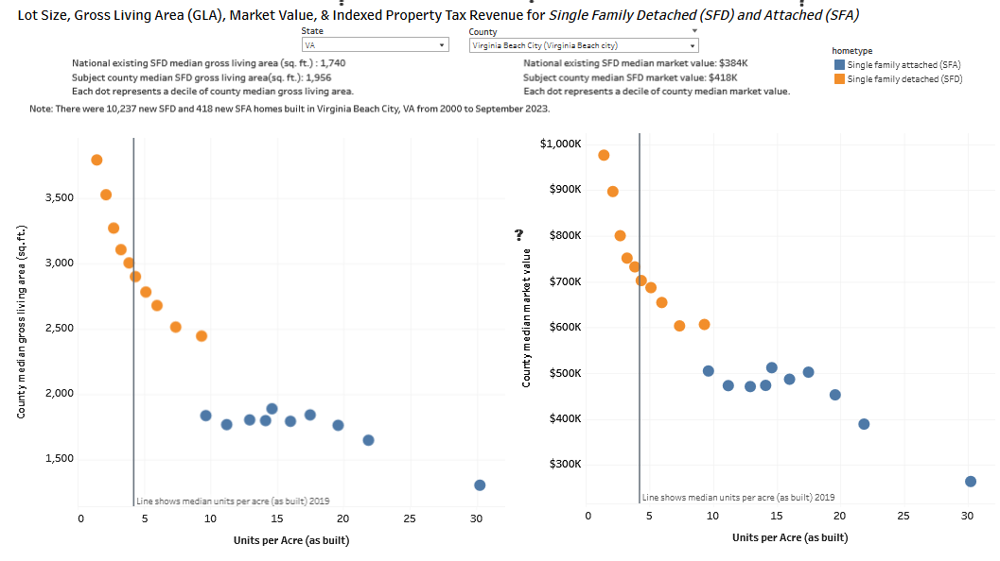 Lot Size, Gross Living Area (GLA), Market Value, & Indexed Property Tax Revenue for Single Family Detached (SFD) and Attached (SFA)
State
County
VA
Virginia Beach City (Virginia Beach city)
hometype
Single family attached (SFA)
Single family detached (SFD)
National existing SFD median gross living area (sq. ft.) : 1,740
Subject county median SFD gross living area(sq. ft.): 1,956
Each dot represents a decile of county median gross living area.
National existing SFD median market value: $384K
Subject county median SFD market value: $418K
Each dot represents a decile of county median market value.
Note: There were 10,237 new SFD and 418 new SFA homes built in Virginia Beach City, VA from 2000 to September 2023.
County median gross living area (sq. ft.)
3,500
3,000
2,500
2,000
1,500
Line shows median units per acre (as built) 2019
0 5 10 15 20 25 30
Units per Acre (as built)
?
County median market value
$1,000K
$900K
$800K
$700K
$600K
$500K
$400K
$300K
Line shows median units per acre (as built) 2019
0 5 10 15 20 25 30
Units per Acre (as built)